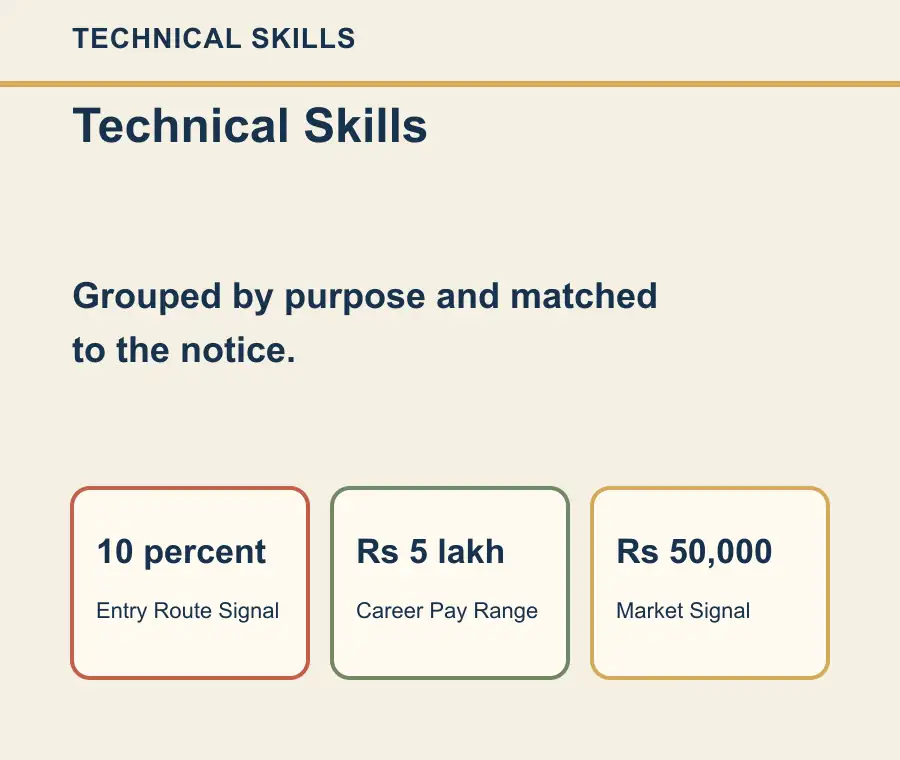 TECHNICAL SKILLS
Technical Skills
Grouped by purpose and matched
to the notice.
10 percent
Entry Route Signal
Rs 5 lakh
Career Pay Range
Rs 50,000
Market Signal